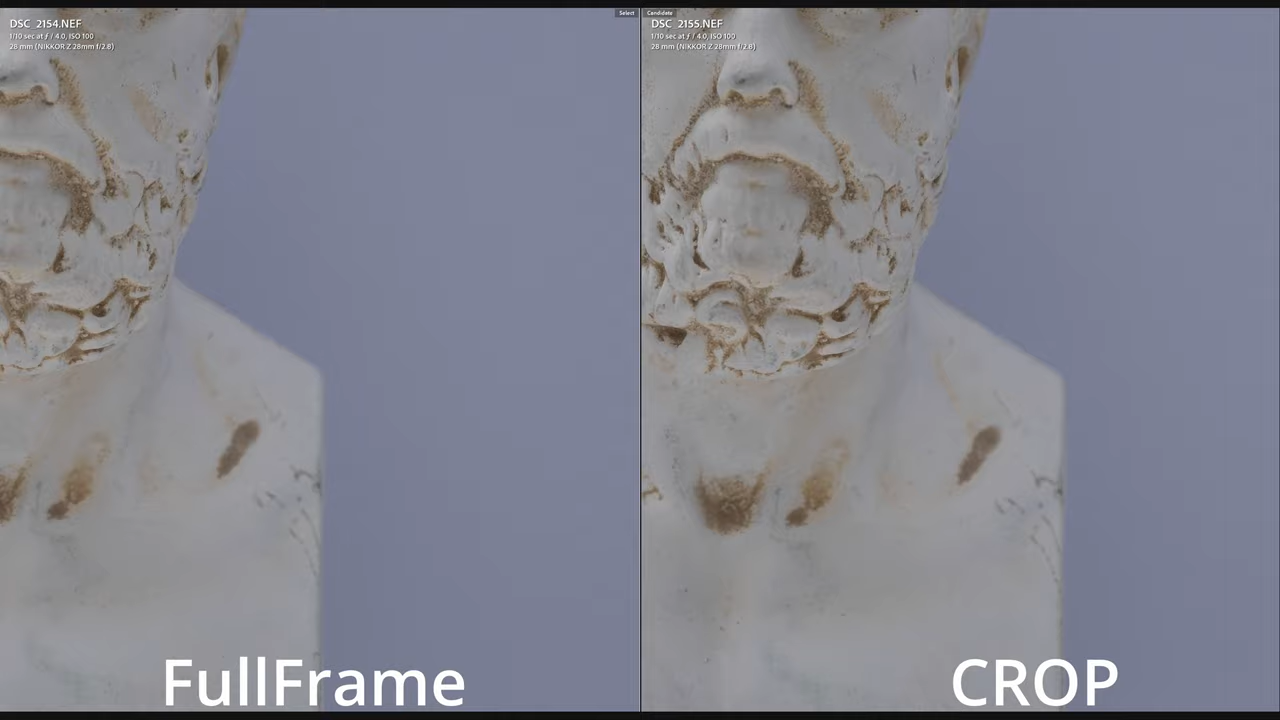 DSC_2154.NEF
1/10 sec at ƒ / 4.0, ISO 100
28 mm (NIKKOR Z 28mm f/2.8)
Select
Candidate
DSC_2155.NEF
1/10 sec at ƒ / 4.0, ISO 100
28 mm (NIKKOR Z 28mm f/2.8)
FullFrame
CROP